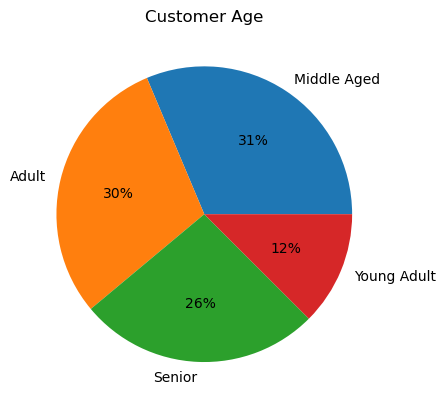 Customer Age
Middle Aged
31%
Adult
30%
12%
Young Adult
26%
Senior